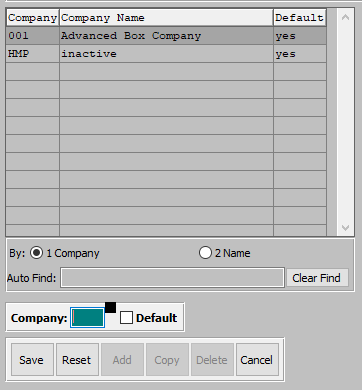 Company Company Name Default
001 Advanced Box Company yes
HMP inactive yes
By: 1 Company 2 Name
Auto Find: Clear Find
Company: Default
Save Reset Add Copy Delete Cancel